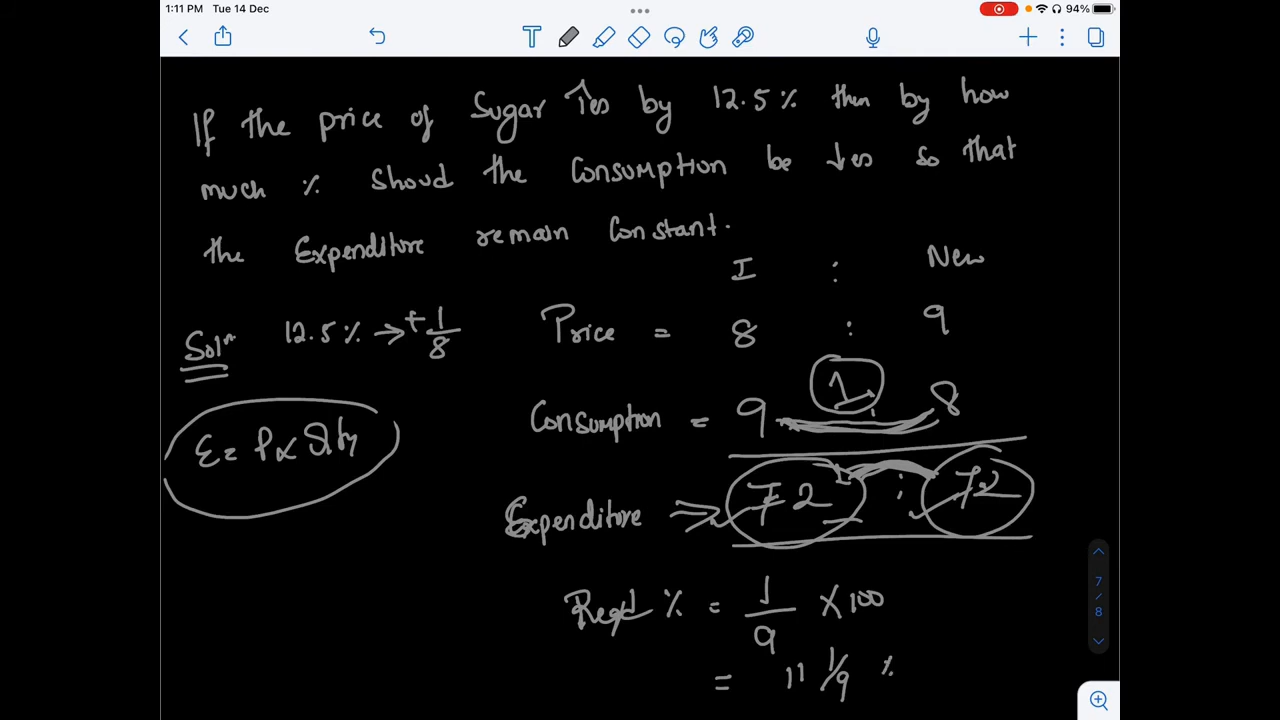 1:11 PM Tue 14 Dec
94%
T
If the price of Sugar ↑es by 12.5% then by how
much % Shoud the Consumption be ↓es so that
the Expenditure remain Constant.
I : New
Solⁿ 12.5% → + 1/8 Price = 8 : 9
1
Consumption = 9 8
E = P ∝ Qty
Expenditure ⇒ 72 : 72
Reqd % = 1/9 × 100
= 11 1/9 %
7
/
8